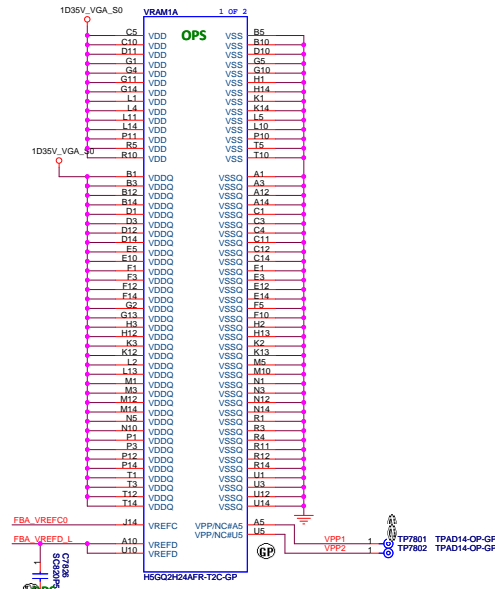 1D35V_VGA_S0
VRAM1A 1 OF 2
OPS
C5 VDD VSS B5
C10 VDD VSS B10
D11 VDD VSS D10
G1 VDD VSS G5
G4 VDD VSS G10
G11 VDD VSS H1
G14 VDD VSS H14
L1 VDD VSS K1
L4 VDD VSS K14
L11 VDD VSS L5
L14 VDD VSS L10
P11 VDD VSS P10
R5 VDD VSS T5
R10 VDD VSS T10
1D35V_VGA_S0
B1 VDDQ VSSQ A1
B3 VDDQ VSSQ A3
B12 VDDQ VSSQ A12
B14 VDDQ VSSQ A14
D1 VDDQ VSSQ C1
D3 VDDQ VSSQ C3
D12 VDDQ VSSQ C4
D14 VDDQ VSSQ C11
E5 VDDQ VSSQ C12
E10 VDDQ VSSQ C14
F1 VDDQ VSSQ E1
F3 VDDQ VSSQ E3
F12 VDDQ VSSQ E12
F14 VDDQ VSSQ E14
G2 VDDQ VSSQ F5
G13 VDDQ VSSQ F10
H3 VDDQ VSSQ H2
H12 VDDQ VSSQ H13
K3 VDDQ VSSQ K2
K12 VDDQ VSSQ K13
L2 VDDQ VSSQ M5
L13 VDDQ VSSQ M10
M1 VDDQ VSSQ N1
M3 VDDQ VSSQ N3
M12 VDDQ VSSQ N12
M14 VDDQ VSSQ N14
N5 VDDQ VSSQ R1
N10 VDDQ VSSQ R3
P1 VDDQ VSSQ R4
P3 VDDQ VSSQ R11
P12 VDDQ VSSQ R12
P14 VDDQ VSSQ R14
T1 VDDQ VSSQ U1
T3 VDDQ VSSQ U3
T12 VDDQ VSSQ U12
T14 VDDQ VSSQ U14
FBA_VREFC0 J14 VREFC VPP/NC#A5 A5
VPP/NC#U5 U5
FBA_VREFD_L A10 VREFD VPP1 1 TP7801 TPAD14-OP-GP
U10 VREFD VPP2 1 TP7802 TPAD14-OP-GP
GP
H5GQ2H24AFR-T2C-GP
1
C7826